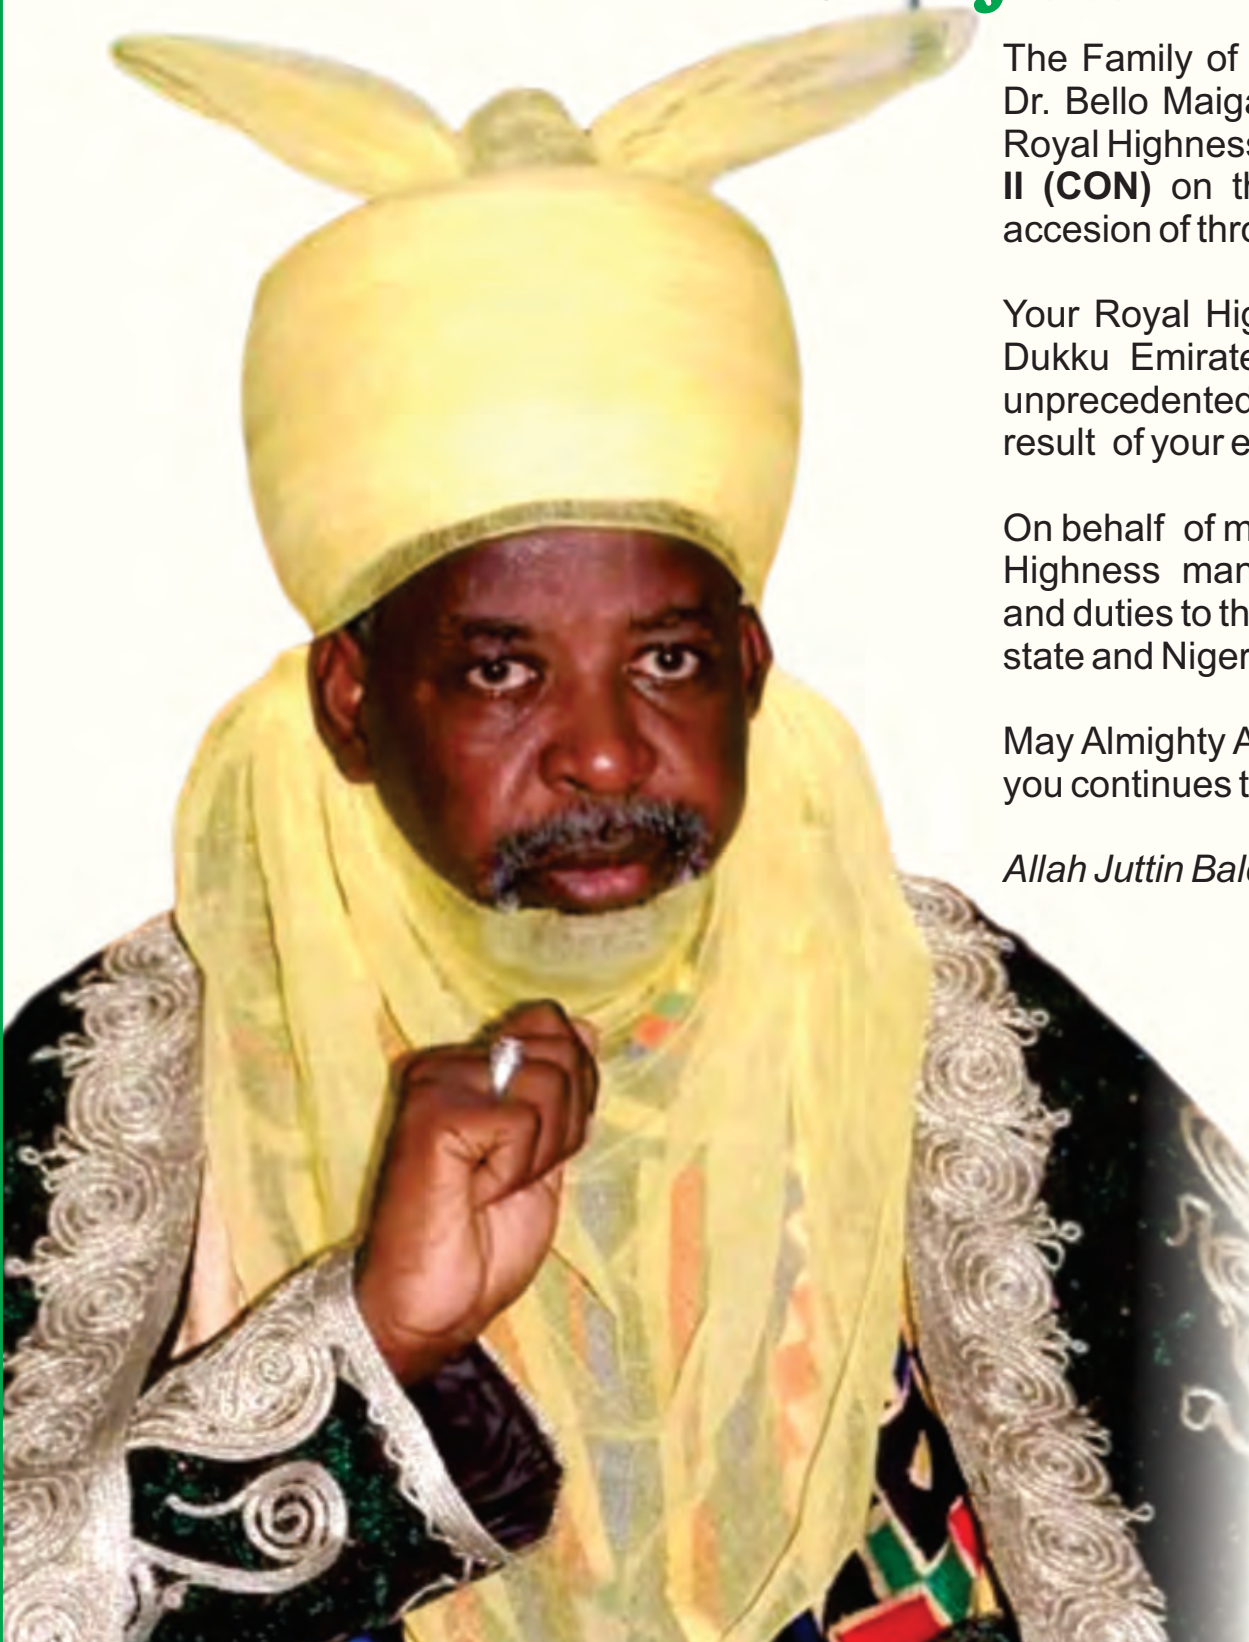 The Family of
Dr. Bello Maiga
Royal Highness
II (CON) on th
accesion of thro
Your Royal Hig
Dukku Emirate
unprecedented
result of your e
On behalf of m
Highness man
and duties to th
state and Niger
May Almighty A
you continues t
Allah Juttin Bal